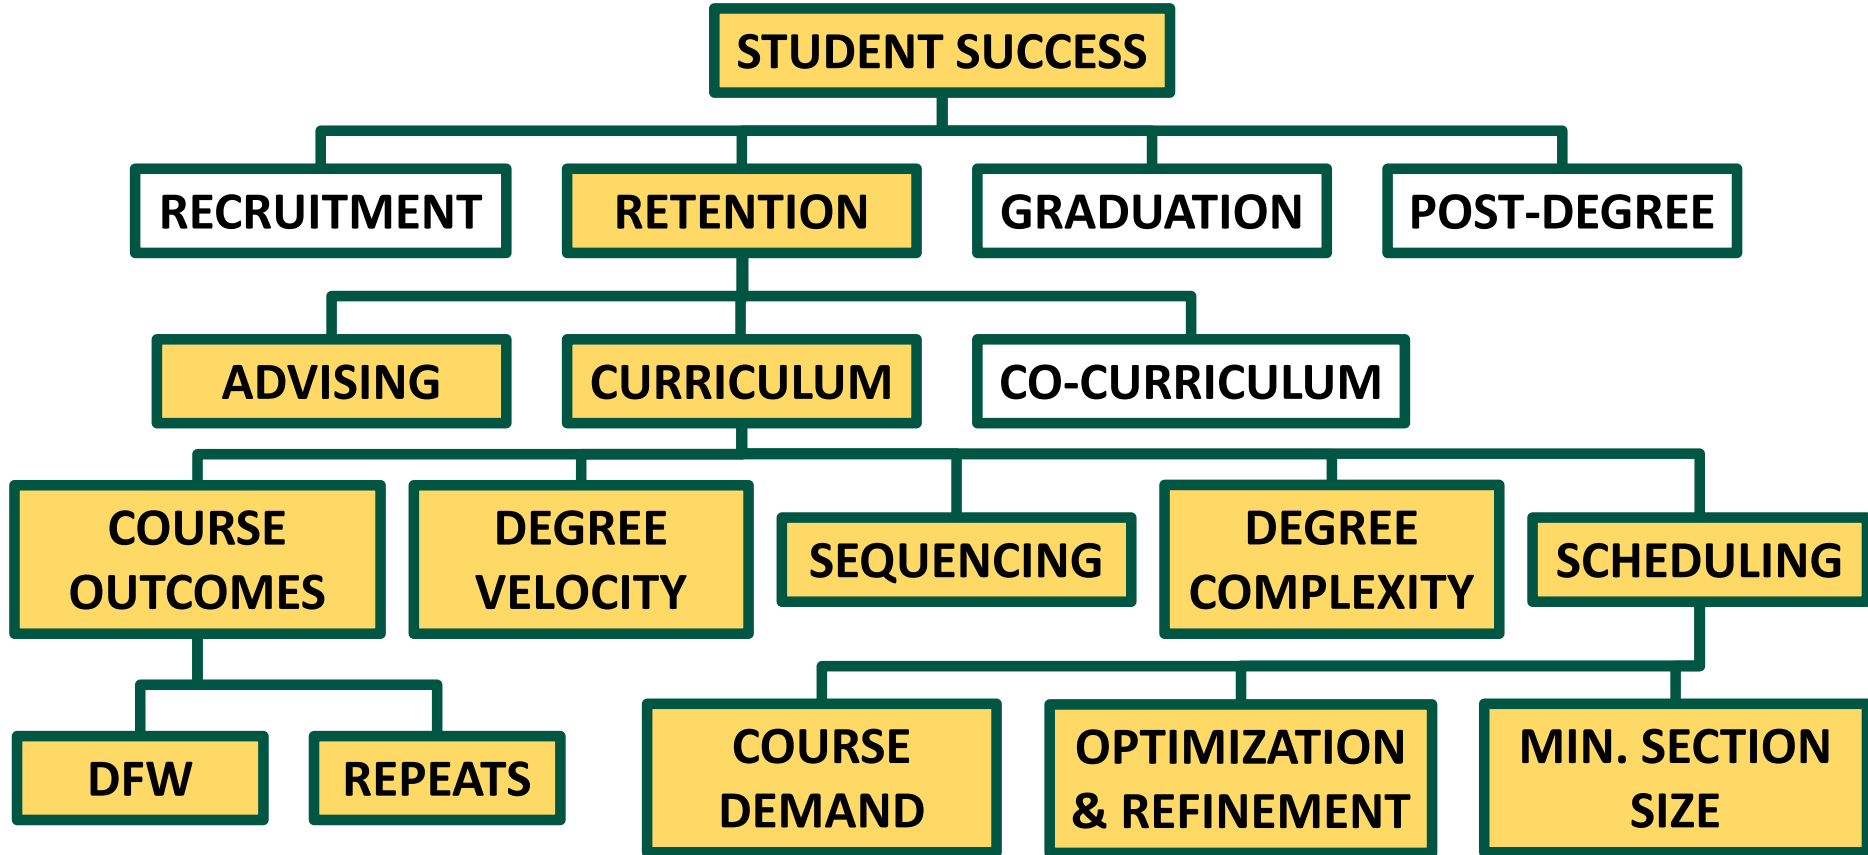 STUDENT SUCCESS
RECRUITMENT
RETENTION
GRADUATION
POST-DEGREE
ADVISING
CURRICULUM
CO-CURRICULUM
COURSE
OUTCOMES
DEGREE
VELOCITY
SEQUENCING
DEGREE
COMPLEXITY
SCHEDULING
DFW
REPEATS
COURSE
DEMAND
OPTIMIZATION
& REFINEMENT
MIN. SECTION
SIZE